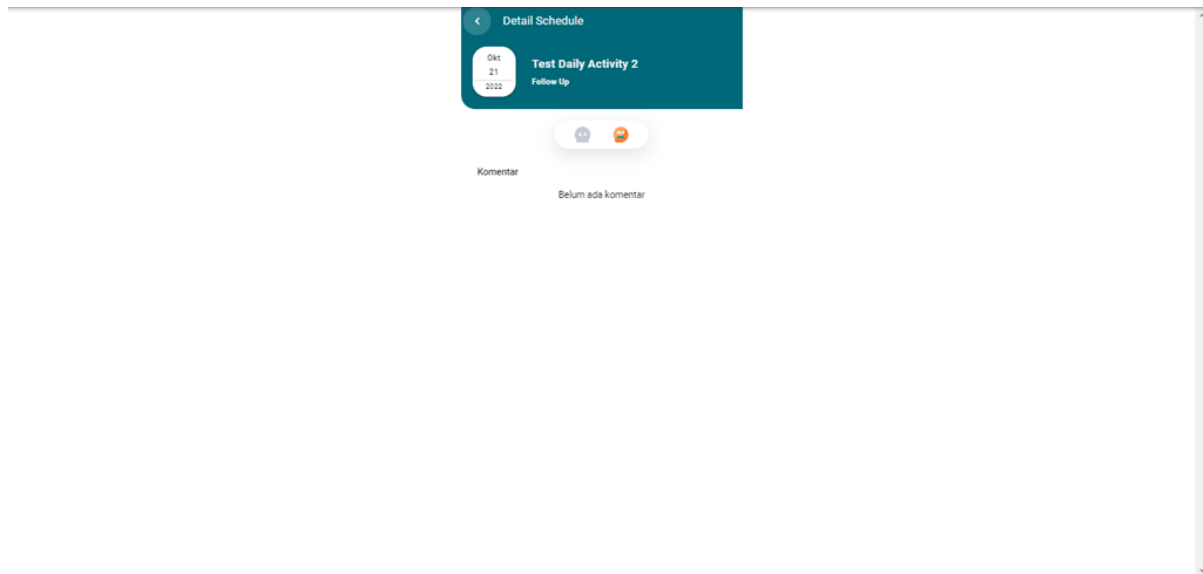 Detail Schedule
Okt
21
2022
Test Daily Activity 2
Follow Up
Komentar
Belum ada komentar